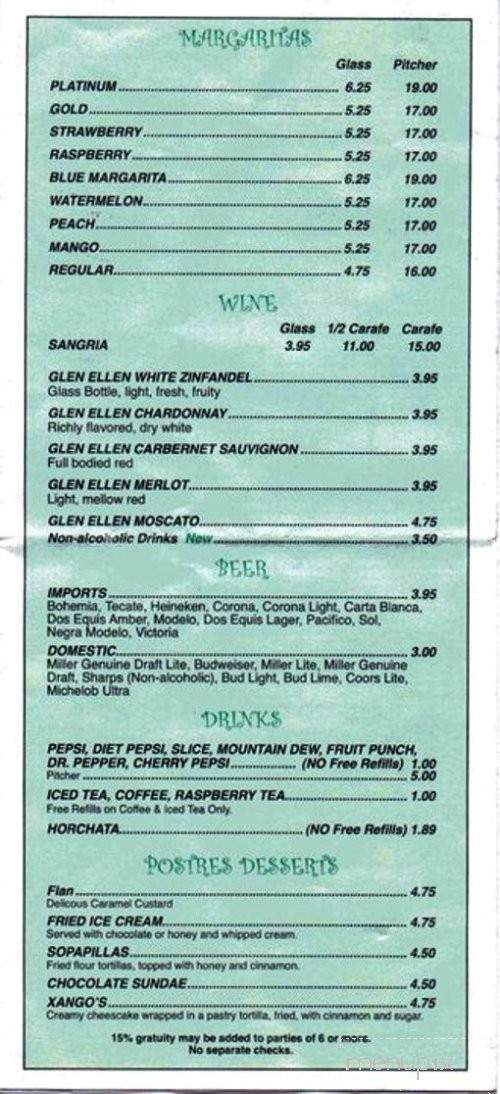 MARGARITAS
Glass Pitcher
PLATINUM 6.25 19.00
GOLD 5.25 17.00
STRAWBERRY 5.25 17.00
RASPBERRY 5.25 17.00
BLUE MARGARITA 6.25 19.00
WATERMELON 5.25 17.00
PEACH 5.25 17.00
MANGO 5.25 17.00
REGULAR 4.75 16.00
WINE
Glass 1/2 Carafe Carafe
SANGRIA 3.95 11.00 15.00
GLEN ELLEN WHITE ZINFANDEL 3.95
Glass Bottle, light, fresh, fruity
GLEN ELLEN CHARDONNAY 3.95
Richly flavored, dry white
GLEN ELLEN CARBERNET SAUVIGNON 3.95
Full bodied red
GLEN ELLEN MERLOT 3.95
Light, mellow red
GLEN ELLEN MOSCATO 4.75
Non-alcoholic Drinks New 3.50
BEER
IMPORTS 3.95
Bohemia, Tecate, Heineken, Corona, Corona Light, Carta Blanca,
Dos Equis Amber, Modelo, Dos Equis Lager, Pacifico, Sol,
Negra Modelo, Victoria
DOMESTIC 3.00
Miller Genuine Draft Lite, Budweiser, Miller Lite, Miller Genuine
Draft, Sharps (Non-alcoholic), Bud Light, Bud Lime, Coors Lite,
Michelob Ultra
DRINKS
PEPSI, DIET PEPSI, SLICE, MOUNTAIN DEW, FRUIT PUNCH,
DR. PEPPER, CHERRY PEPSI (NO Free Refills) 1.00
Pitcher 5.00
ICED TEA, COFFEE, RASPBERRY TEA 1.00
Free Refills on Coffee & Iced Tea Only.
HORCHATA (NO Free Refills) 1.89
POSTRES DESSERTS
Flan 4.75
Delicous Caramel Custard
FRIED ICE CREAM 4.75
Served with chocolate or honey and whipped cream.
SOPAPILLAS 4.50
Fried flour tortillas, topped with honey and cinnamon.
CHOCOLATE SUNDAE 4.50
XANGO'S 4.75
Creamy cheescake wrapped in a pastry tortilla, fried, with cinnamon and sugar.
15% gratuity may be added to parties of 6 or more.
No separate checks.